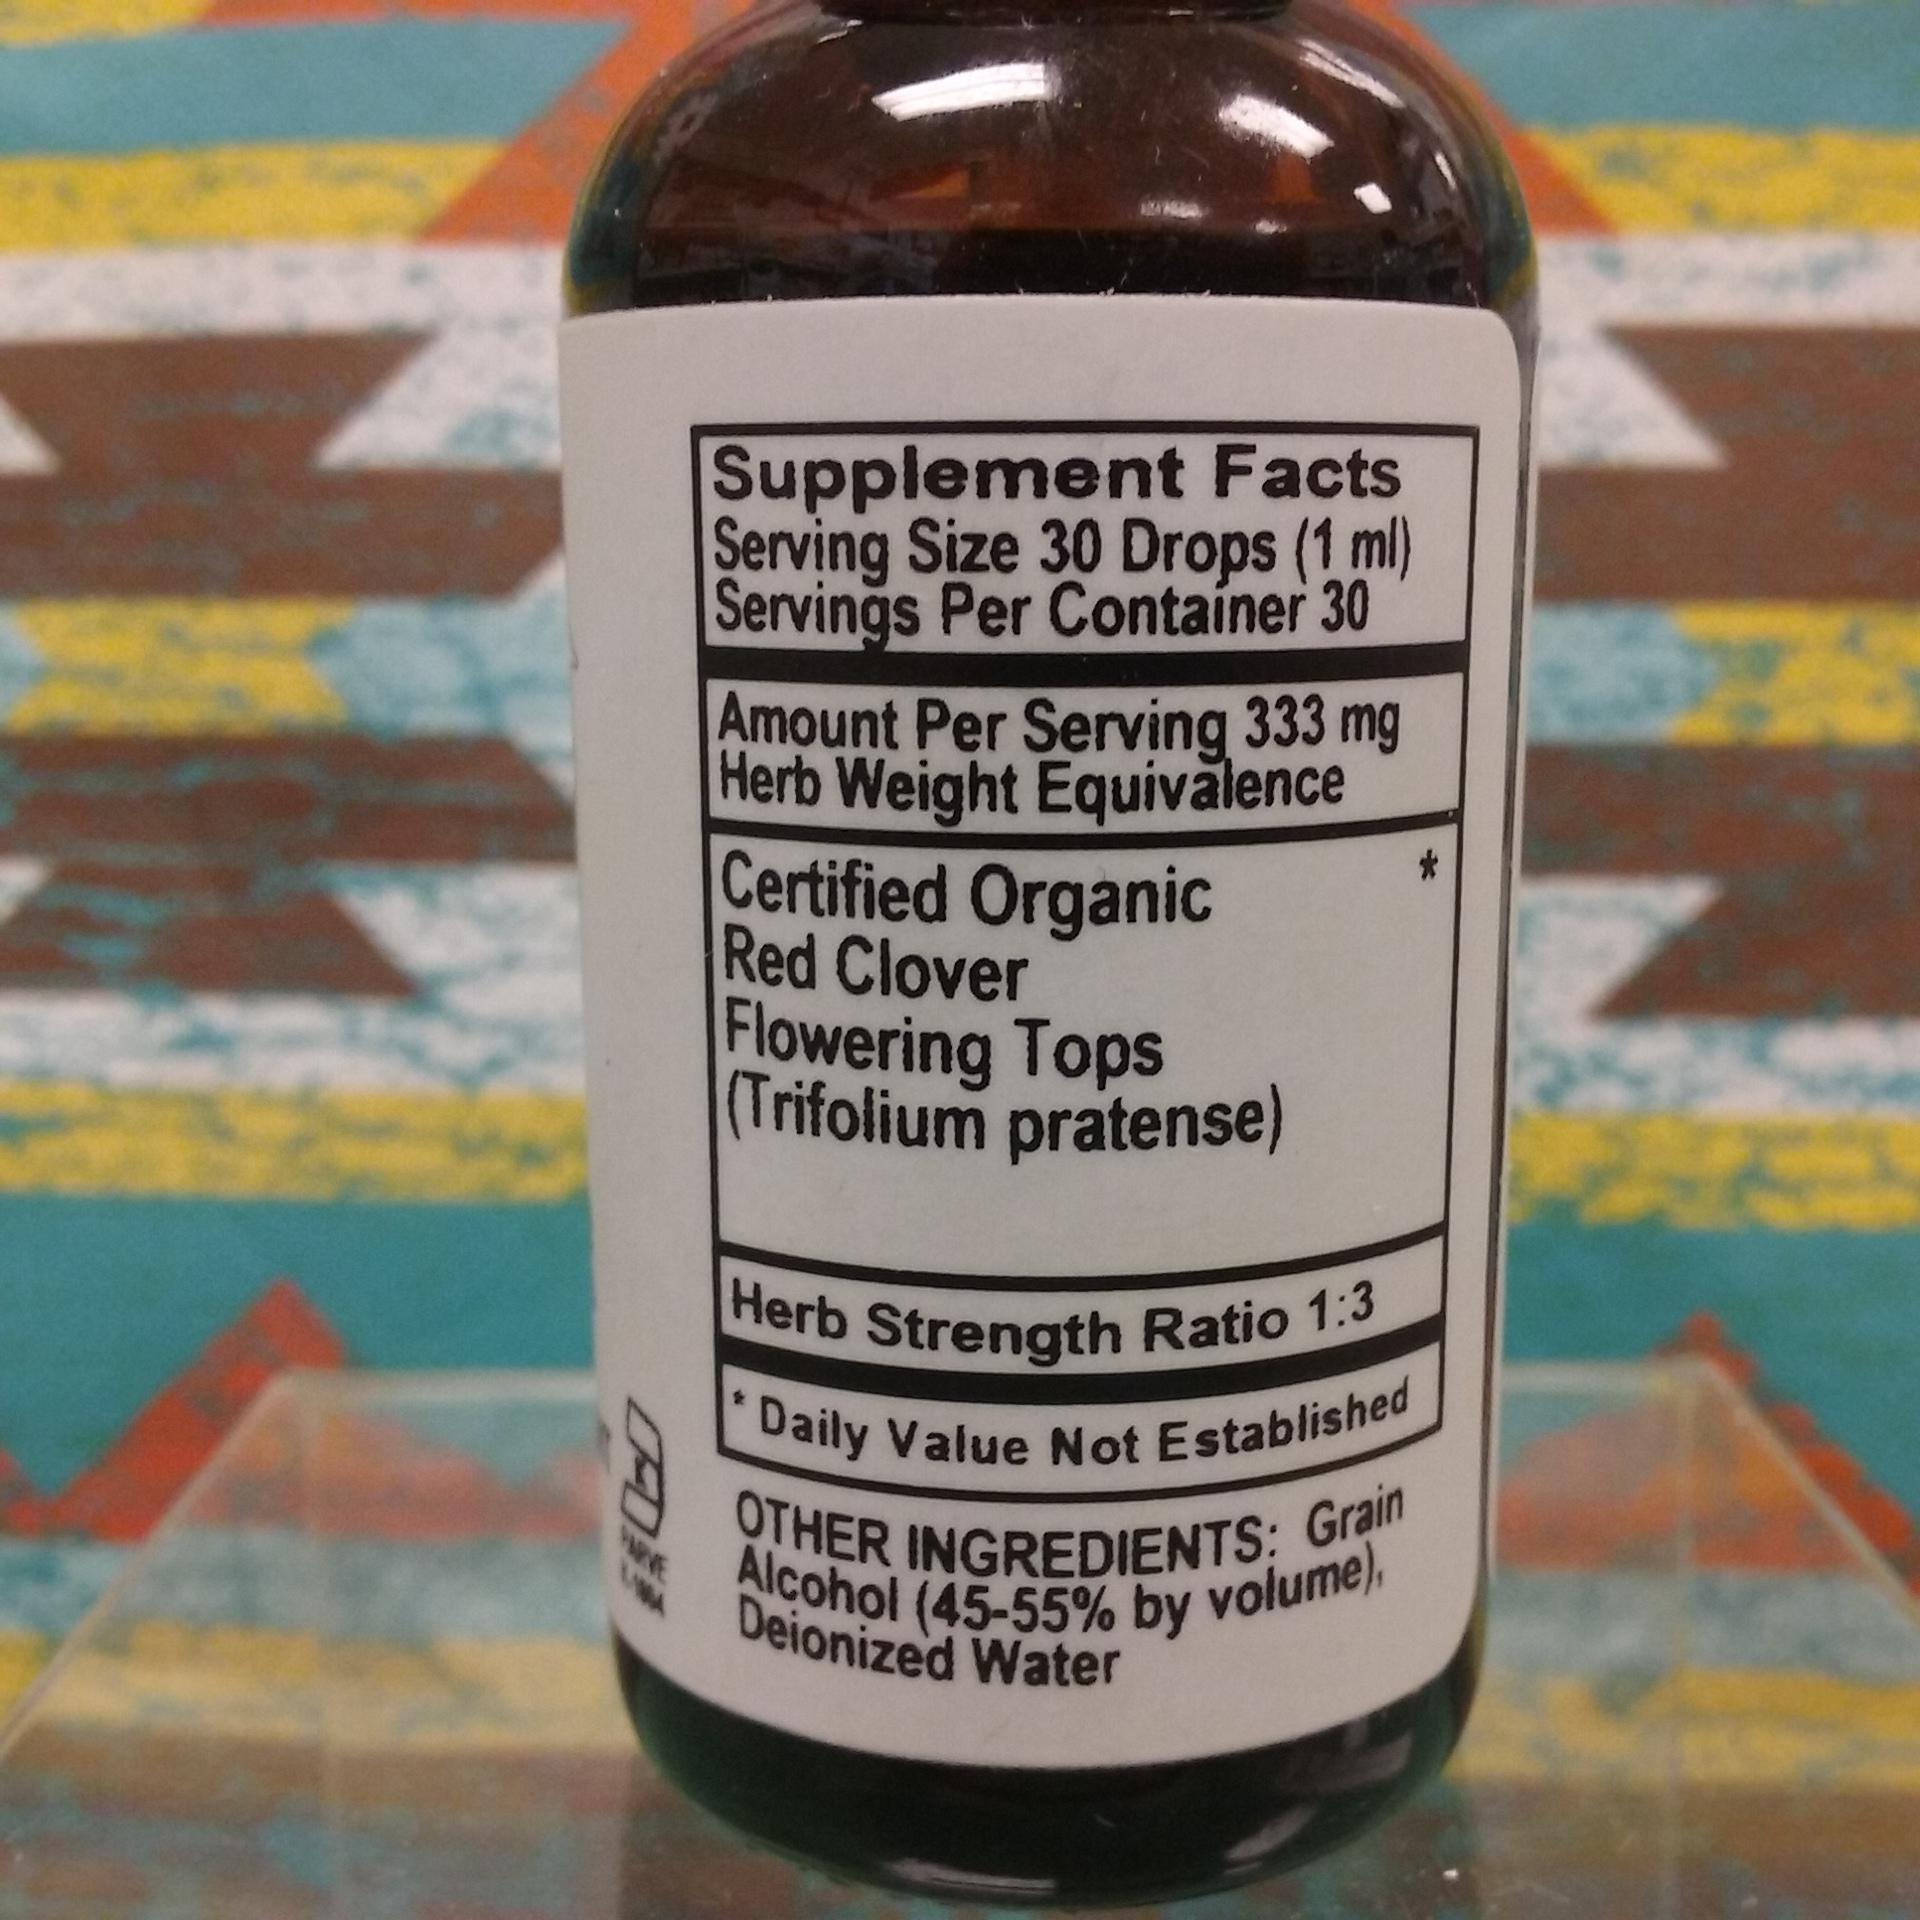 Supplement Facts
Serving Size 30 Drops (1 ml)
Servings Per Container 30
Amount Per Serving 333 mg
Herb Weight Equivalence
Certified Organic *
Red Clover
Flowering Tops
(Trifolium pratense)
Herb Strength Ratio 1:3
* Daily Value Not Established
OTHER INGREDIENTS: Grain
Alcohol (45-55% by volume),
Deionized Water
K
PARVE